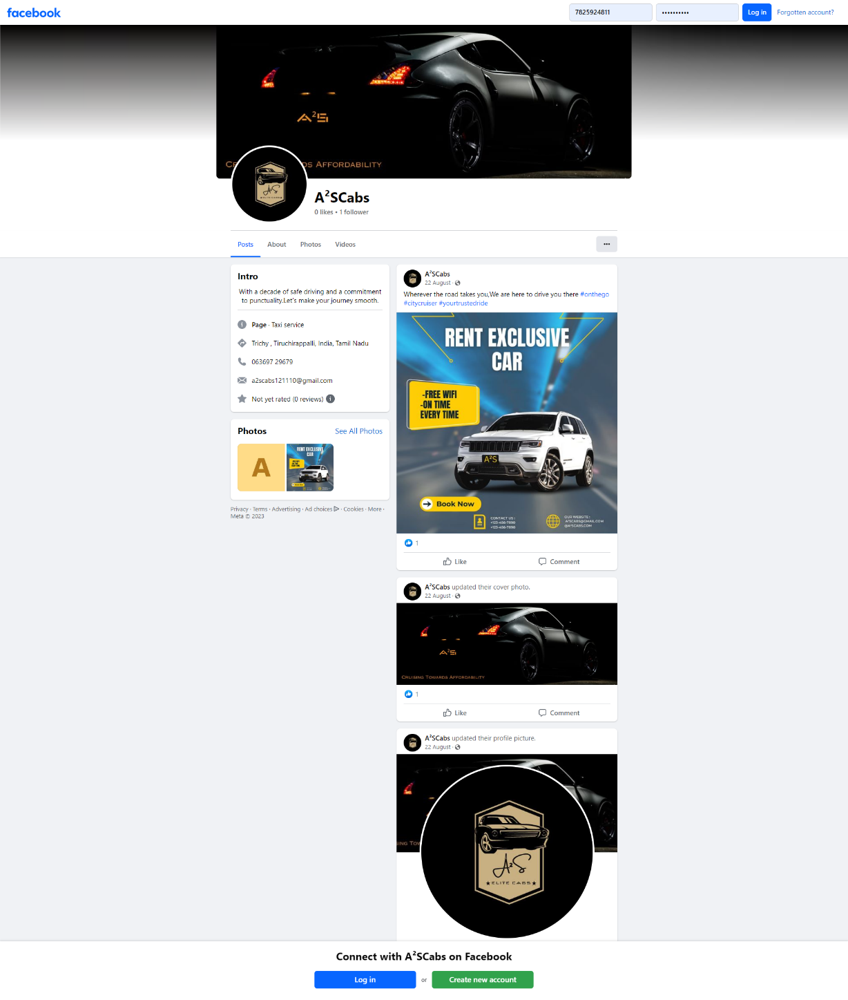 facebook
7825924811
••••••••••
Log in
Forgotten account?
A²S
DS AFFORDABILITY
A²S
ELITE CABS
A²SCabs
0 likes • 1 follower
Posts
About
Photos
Videos
Intro
With a decade of safe driving and a commitment
to punctuality.Let's make your journey smooth.
Page · Taxi service
Trichy , Tiruchirappalli, India, Tamil Nadu
063697 29679
a2scabs121110@gmail.com
Not yet rated (0 reviews)
Photos
See All Photos
A
RENT EXCLUSIVE
CAR
Privacy · Terms · Advertising · Ad choices · Cookies · More ·
Meta © 2023
A²SCabs
22 August ·
Wherever the road takes you,We are here to drive you there #onthego
#citycruiser #yourtrustedride
RENT EXCLUSIVE
CAR
-FREE WIFI
-ON TIME
EVERY TIME
A²S
Book Now
CONTACT US :
+123-456-7890
+123-456-7890
OUR WEBSITE :
A²SCABS@GMAIL.COM
@A²SCABS.COM
1
Like
Comment
A²SCabs updated their cover photo.
22 August ·
A²S
CRUISING TOWARDS AFFORDABILITY
1
Like
Comment
A²SCabs updated their profile picture.
22 August ·
A²S
ELITE CABS
Connect with A²SCabs on Facebook
Log in
or
Create new account